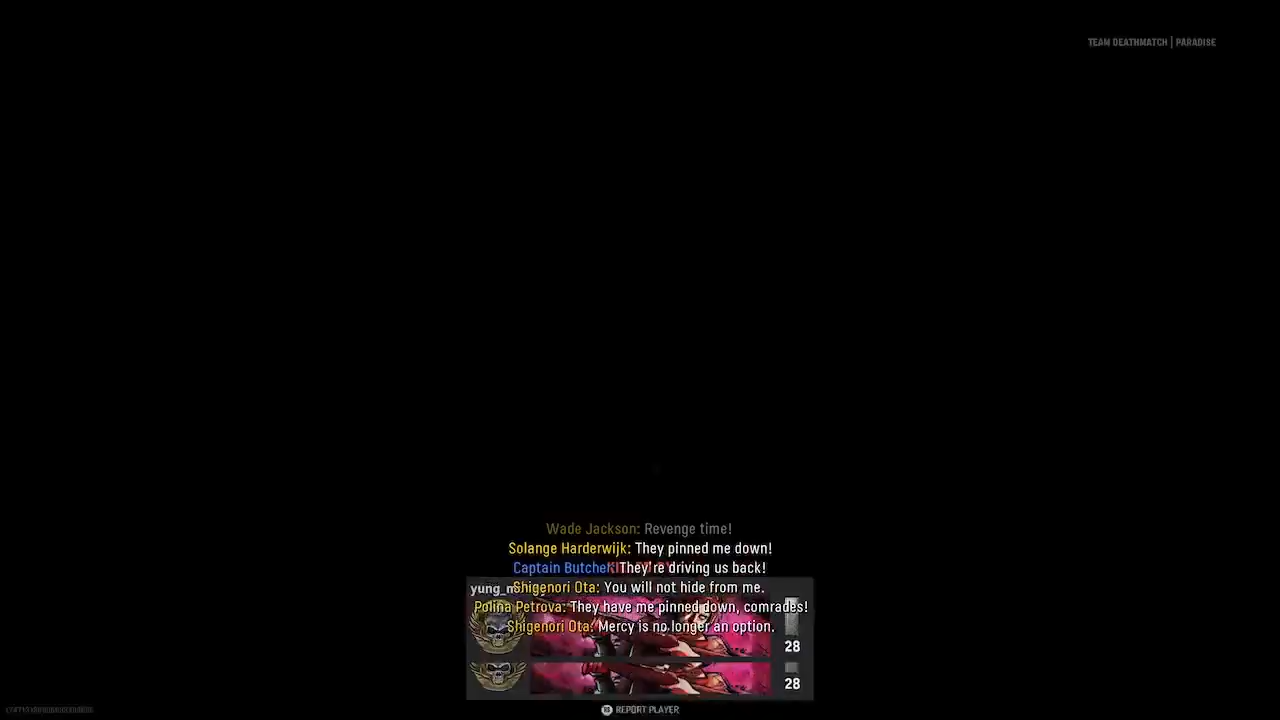 TEAM DEATHMATCH | PARADISE
Wade Jackson: Revenge time!
Solange Harderwijk: They pinned me down!
Captain Butcher: They're driving us back!
Shigenori Ota: You will not hide from me.
Polina Petrova: They have me pinned down, comrades!
Shigenori Ota: Mercy is no longer an option.
28
28
REPORT PLAYER